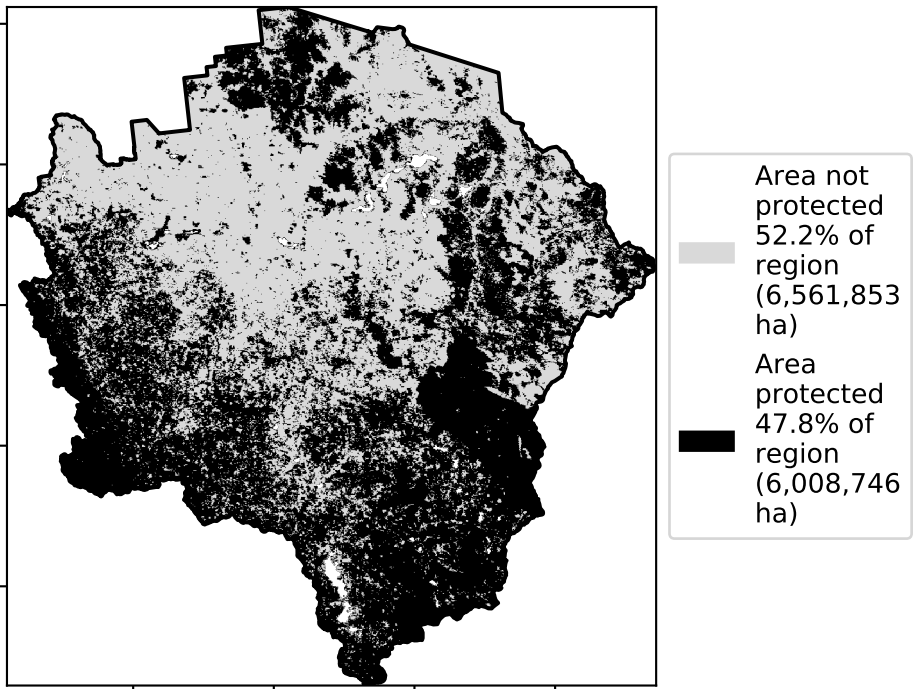 Area not
protected
52.2% of
region
(6,561,853
ha)
Area
protected
47.8% of
region
(6,008,746
ha)